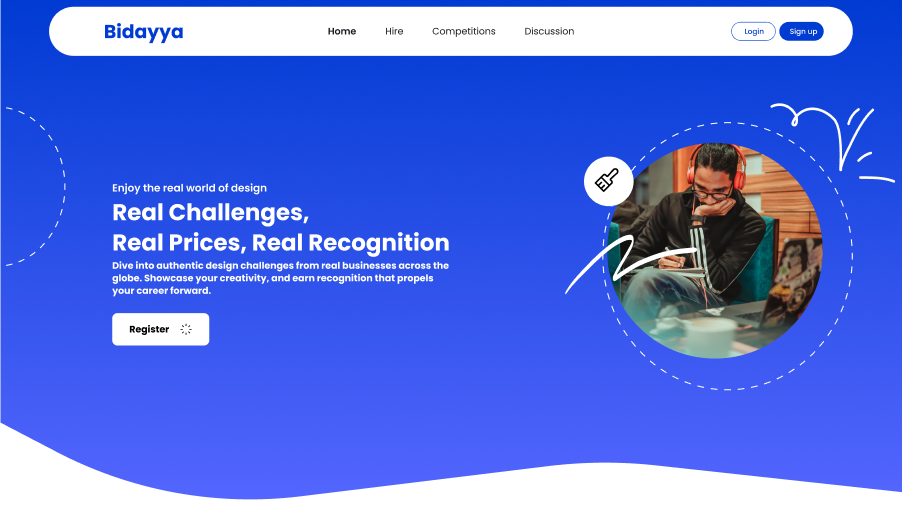 Bidayya
Home Hire Competitions Discussion
Login Sign up
Enjoy the real world of design
Real Challenges,
Real Prices, Real Recognition
Dive into authentic design challenges from real businesses across the
globe. Showcase your creativity, and earn recognition that propels
your career forward.
Register